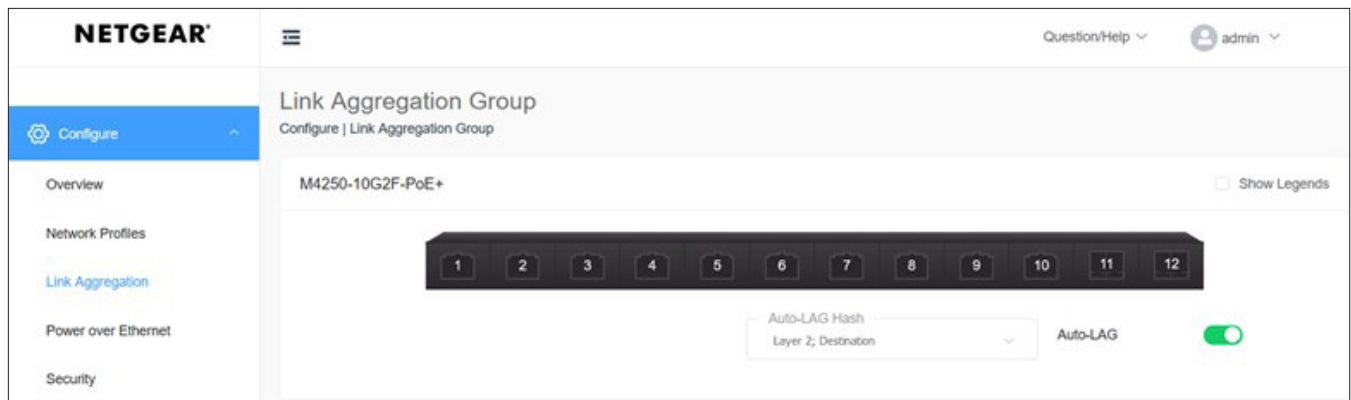 NETGEAR®
Question/Help
admin
Configure
Overview
Network Profiles
Link Aggregation
Power over Ethernet
Security
Link Aggregation Group
Configure | Link Aggregation Group
M4250-10G2F-PoE+
Show Legends
1 2 3 4 5 6 7 8 9 10 11 12
Auto-LAG Hash
Layer 2; Destination
Auto-LAG